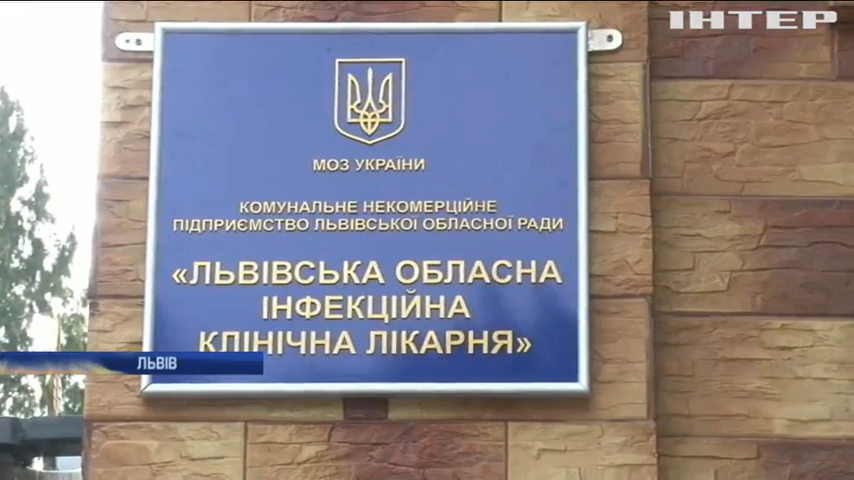 ІНТЕР
МОЗ УКРАЇНИ
КОМУНАЛЬНЕ НЕКОМЕРЦІЙНЕ
ПІДПРИЄМСТВО ЛЬВІВСЬКОЇ ОБЛАСНОЇ РАДИ
«ЛЬВІВСЬКА ОБЛАСНА
ІНФЕКЦІЙНА
КЛІНІЧНА ЛІКАРНЯ»
ЛЬВІВ